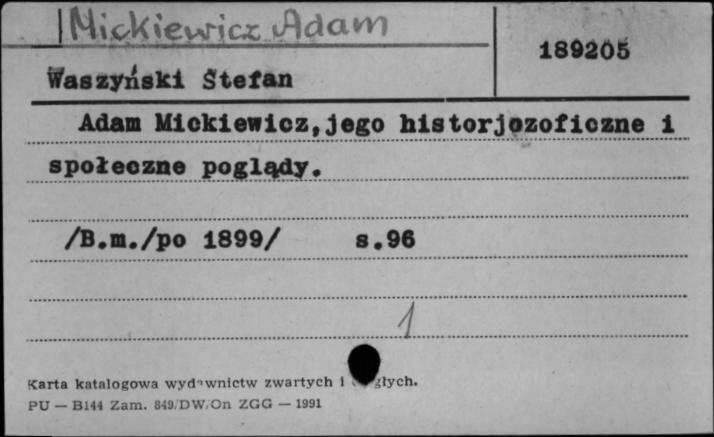 Mickiewicz Adam
189205
Waszyński Stefan
Adam Mickiewicz,jego historjozoficzne i
społeczne poglądy.
/B.m./po 1899/ s.96
1
Karta katalogowa wydawnictw zwartych i
PU — B144 Zam. 849/DW/On ZGG — 1991